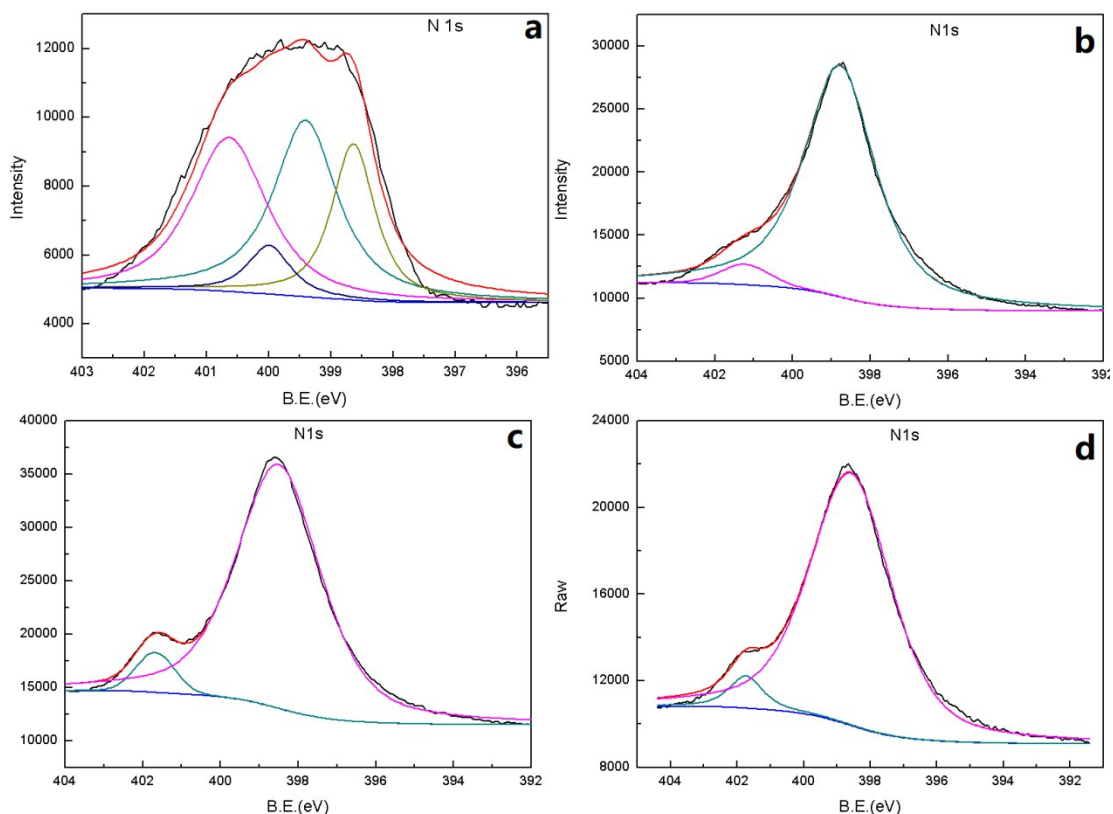 N 1s
a
12000
10000
8000
6000
4000
Intensity
403 402 401 400 399 398 397 396
B.E.(eV)
N1s
b
30000
25000
20000
15000
10000
5000
Intensity
404 402 400 398 396 394 392
B.E.(eV)
N1s
c
40000
35000
30000
25000
20000
15000
10000
Intensity
404 402 400 398 396 394 392
B.E.(eV)
N1s
d
24000
20000
16000
12000
8000
Raw
404 402 400 398 396 394 392
B.E.(eV)